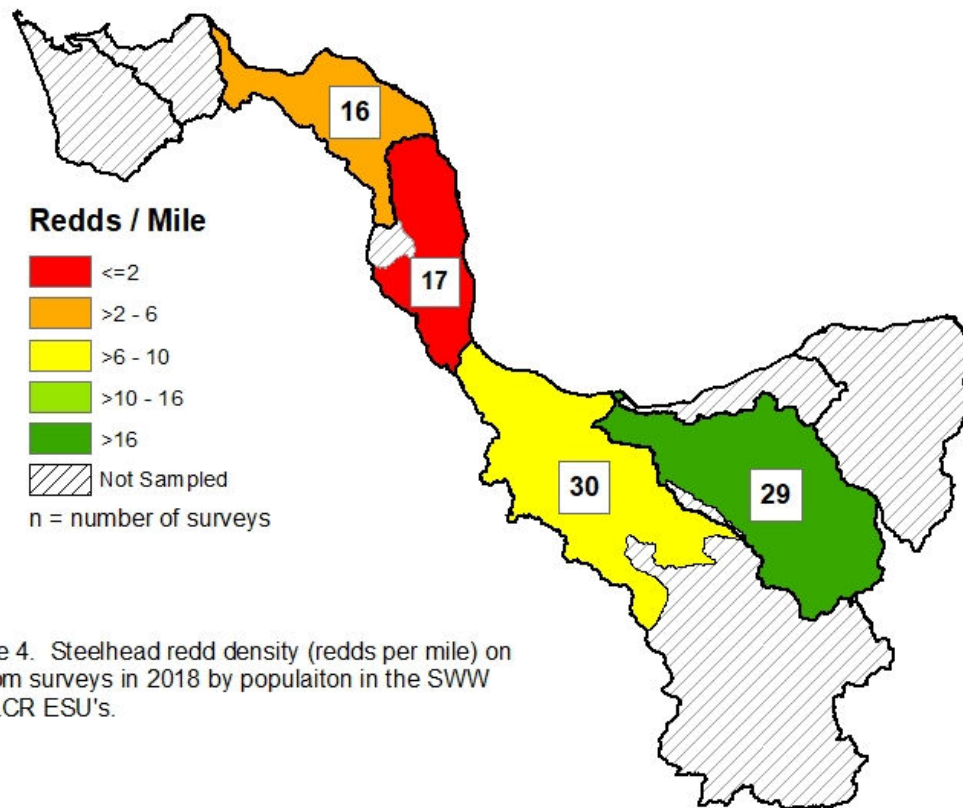 16
17
Redds / Mile
<=2
>2 - 6
>6 - 10
>10 - 16
>16
Not Sampled
n = number of surveys
30
29
e 4. Steelhead redd density (redds per mile) on
om surveys in 2018 by populaiton in the SWW
CR ESU's.